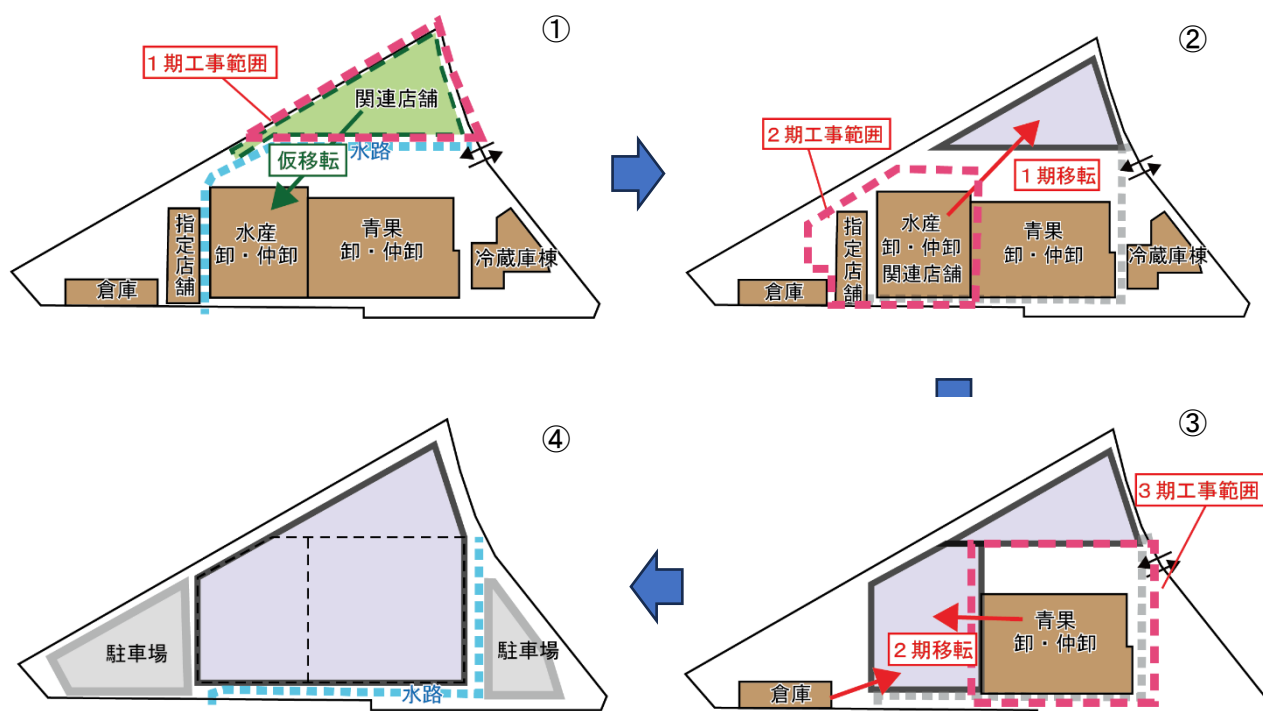 ①
1期工事範囲
関連店舗
仮移転
水路
水産
卸・仲卸
青果
卸・仲卸
指定店舗
倉庫
冷蔵庫棟
②
2期工事範囲
1期移転
水産
卸・仲卸
関連店舗
青果
卸・仲卸
指定店舗
倉庫
冷蔵庫棟
③
3期工事範囲
青果
卸・仲卸
2期移転
倉庫
④
駐車場
駐車場
水路